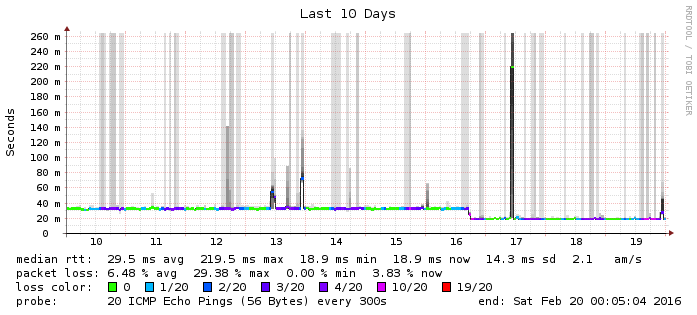 Last 10 Days
RRDTOOL / TOBI OETIKER
Seconds
260 m
240 m
220 m
200 m
180 m
160 m
140 m
120 m
100 m
80 m
60 m
40 m
20 m
0
10 11 12 13 14 15 16 17 18 19
median rtt: 29.5 ms avg 219.5 ms max 18.9 ms min 18.9 ms now 14.3 ms sd 2.1 am/s
packet loss: 6.48 % avg 29.38 % max 0.00 % min 3.83 % now
loss color: 0 1/20 2/20 3/20 4/20 10/20 19/20
probe: 20 ICMP Echo Pings (56 Bytes) every 300s end: Sat Feb 20 00:05:04 2016